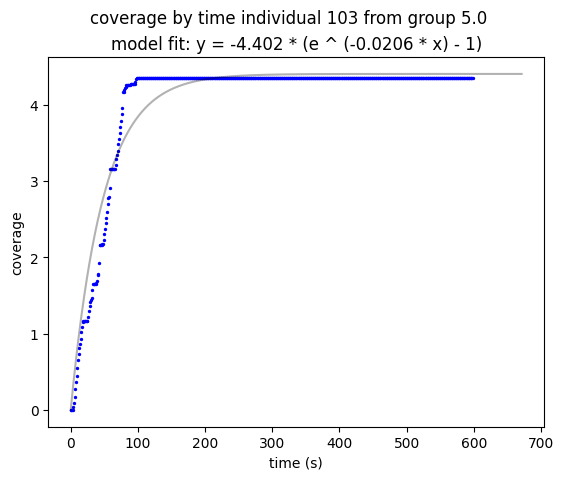 coverage by time individual 103 from group 5.0
model fit: y = -4.402 * (e ^ (-0.0206 * x) - 1)
coverage
4
3
2
1
0
0 100 200 300 400 500 600 700
time (s)